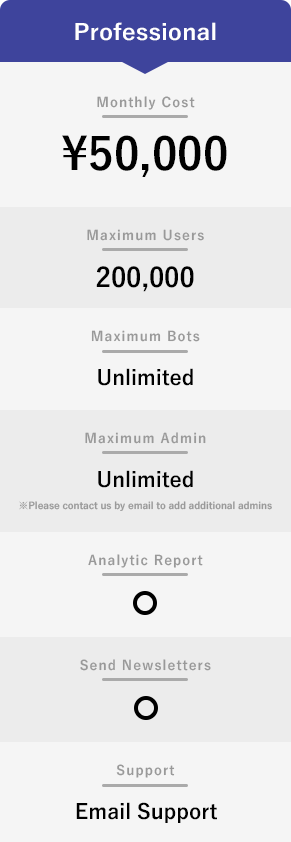 Professional
Monthly Cost
¥50,000
Maximum Users
200,000
Maximum Bots
Unlimited
Maximum Admin
Unlimited
※Please contact us by email to add additional admins
Analytic Report
Send Newsletters
Support
Email Support